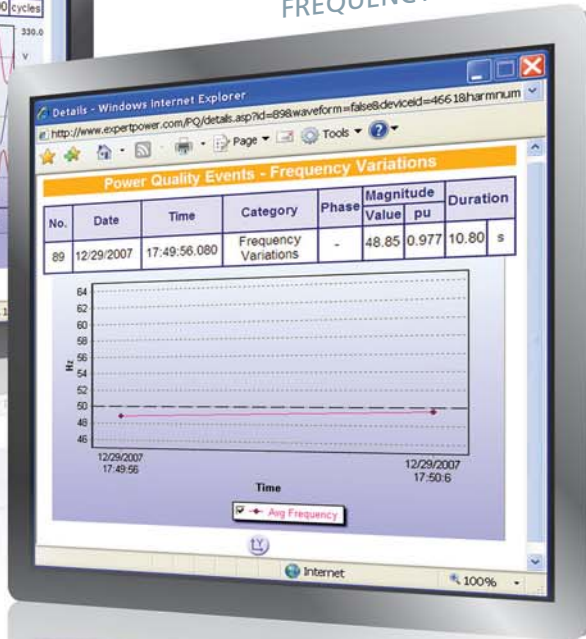 00 cycles
330.0
V
FREQUENCY
Details - Windows Internet Explorer
http://www.expertpower.com/PQ/details.asp?id=89&waveform=false&deviceid=4661&harmnum
Page Tools
Power Quality Events - Frequency Variations
No. Date Time Category Phase Magnitude Duration
Value pu
89 12/29/2007 17:49:56.080 Frequency Variations - 48.85 0.977 10.80 s
64
62
60
58
56
54
52
50
48
46
Hz
12/29/2007 12/29/2007
17:49:56 17:50:6
Time
Avg Frequency
Internet 100%